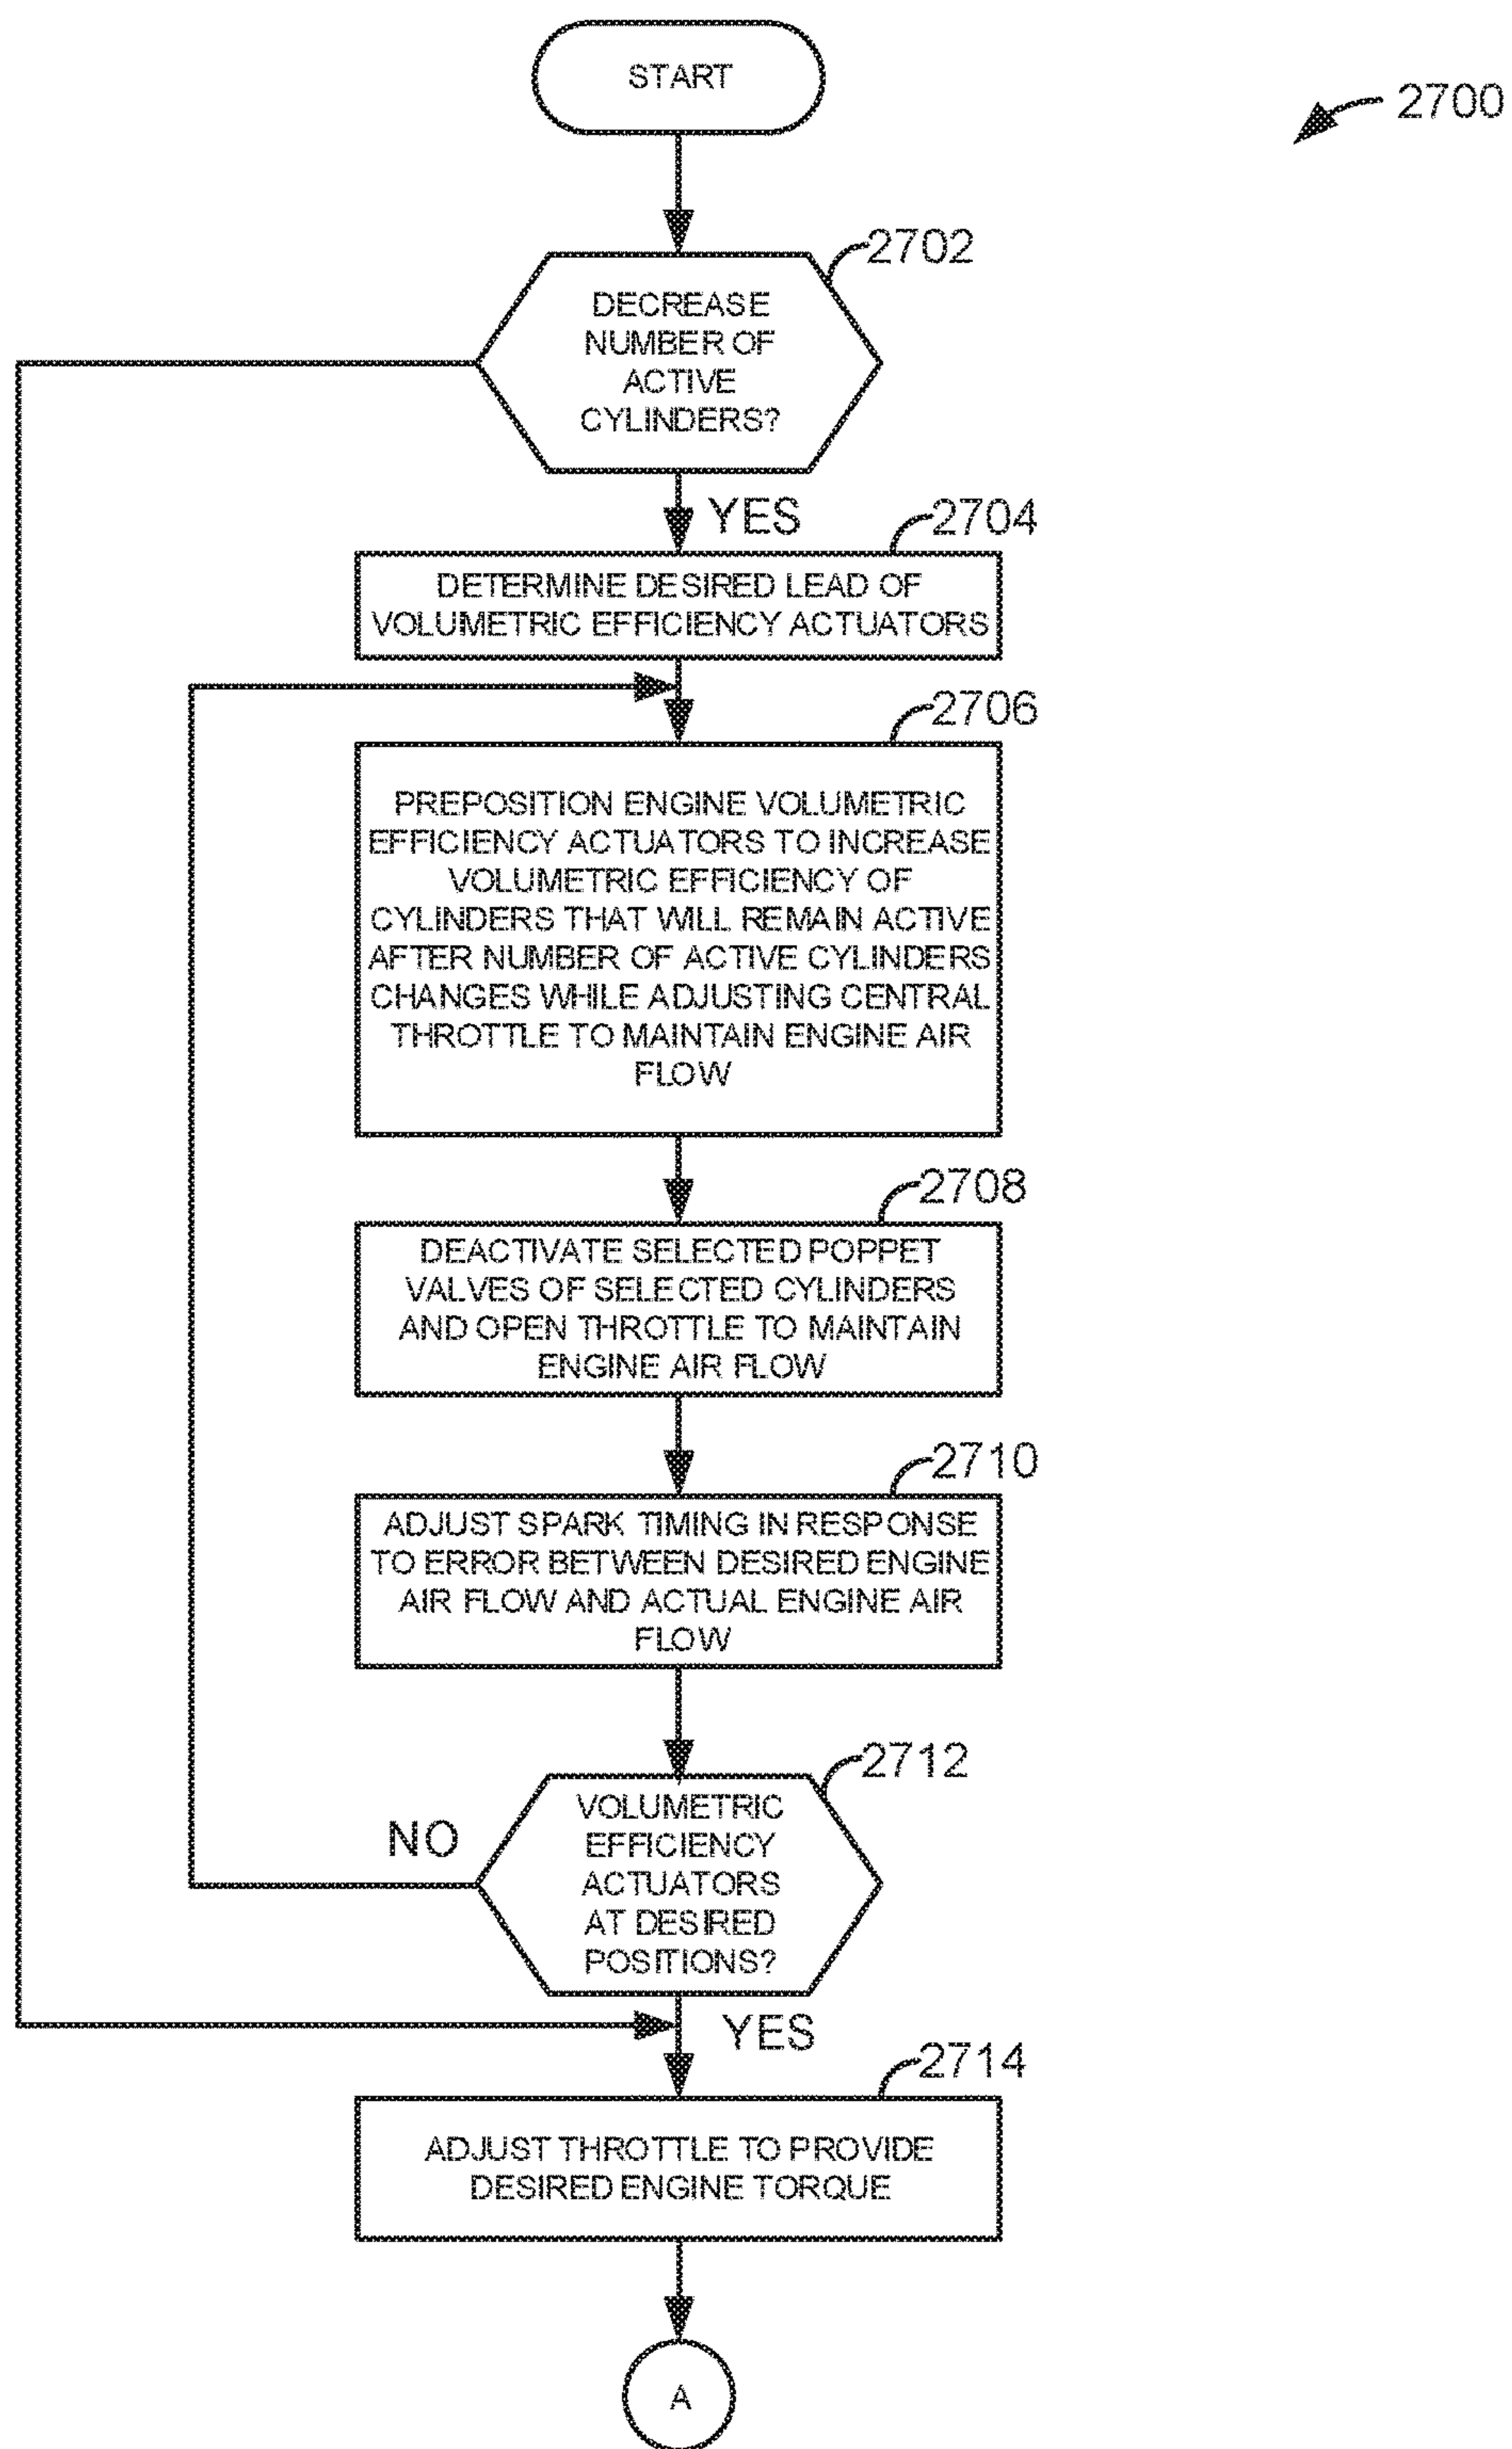 START
2700
2702
DECREASE
NUMBER OF
ACTIVE
CYLINDERS?
YES
2704
DETERMINE DESIRED LEAD OF
VOLUMETRIC EFFICIENCY ACTUATORS
2706
PREPOSITION ENGINE VOLUMETRIC
EFFICIENCY ACTUATORS TO INCREASE
VOLUMETRIC EFFICIENCY OF
CYLINDERS THAT WILL REMAIN ACTIVE
AFTER NUMBER OF ACTIVE CYLINDERS
CHANGES WHILE ADJUSTING CENTRAL
THROTTLE TO MAINTAIN ENGINE AIR
FLOW
2708
DEACTIVATE SELECTED POPPET
VALVES OF SELECTED CYLINDERS
AND OPEN THROTTLE TO MAINTAIN
ENGINE AIR FLOW
2710
ADJUST SPARK TIMING IN RESPONSE
TO ERROR BETWEEN DESIRED ENGINE
AIR FLOW AND ACTUAL ENGINE AIR
FLOW
2712
NO
VOLUMETRIC
EFFICIENCY
ACTUATORS
AT DESIRED
POSITIONS?
YES
2714
ADJUST THROTTLE TO PROVIDE
DESIRED ENGINE TORQUE
A